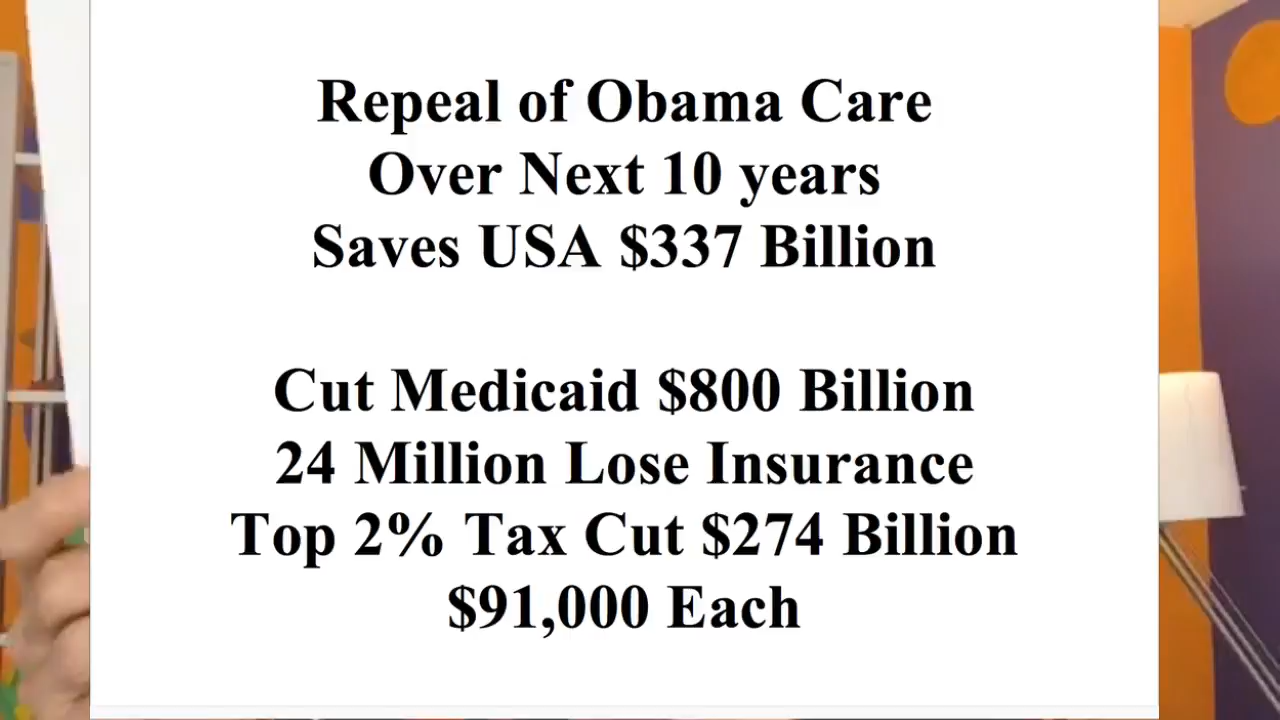 Repeal of Obama Care
Over Next 10 years
Saves USA $337 Billion
Cut Medicaid $800 Billion
24 Million Lose Insurance
Top 2% Tax Cut $274 Billion
$91,000 Each